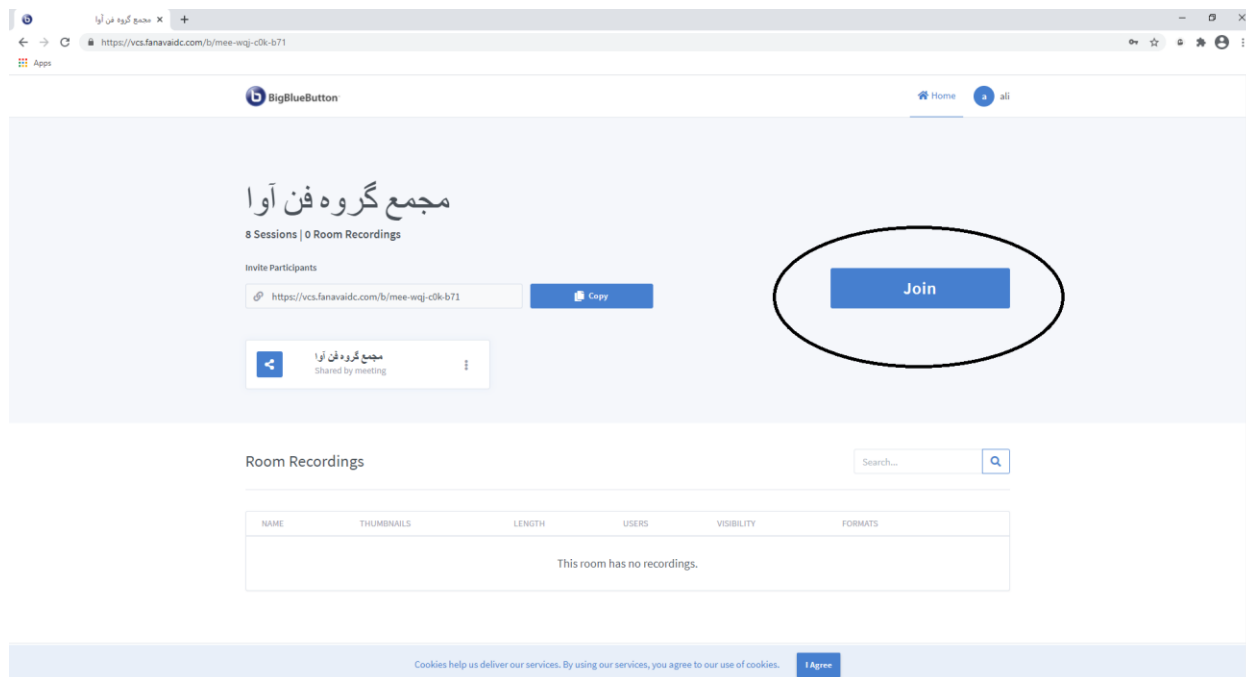 مجمع گروه فن آوا
https://vcs.fanavaidc.com/b/mee-wqj-c0k-b71
Apps
b BigBlueButton
Home
a ali
مجمع گروه فن آوا
8 Sessions | 0 Room Recordings
Invite Participants
https://vcs.fanavaidc.com/b/mee-wqj-c0k-b71 Copy
Join
مجمع گروه فن آوا
Shared by meeting
Room Recordings
Search...
NAME THUMBNAILS LENGTH USERS VISIBILITY FORMATS
This room has no recordings.
Cookies help us deliver our services. By using our services, you agree to our use of cookies. I Agree